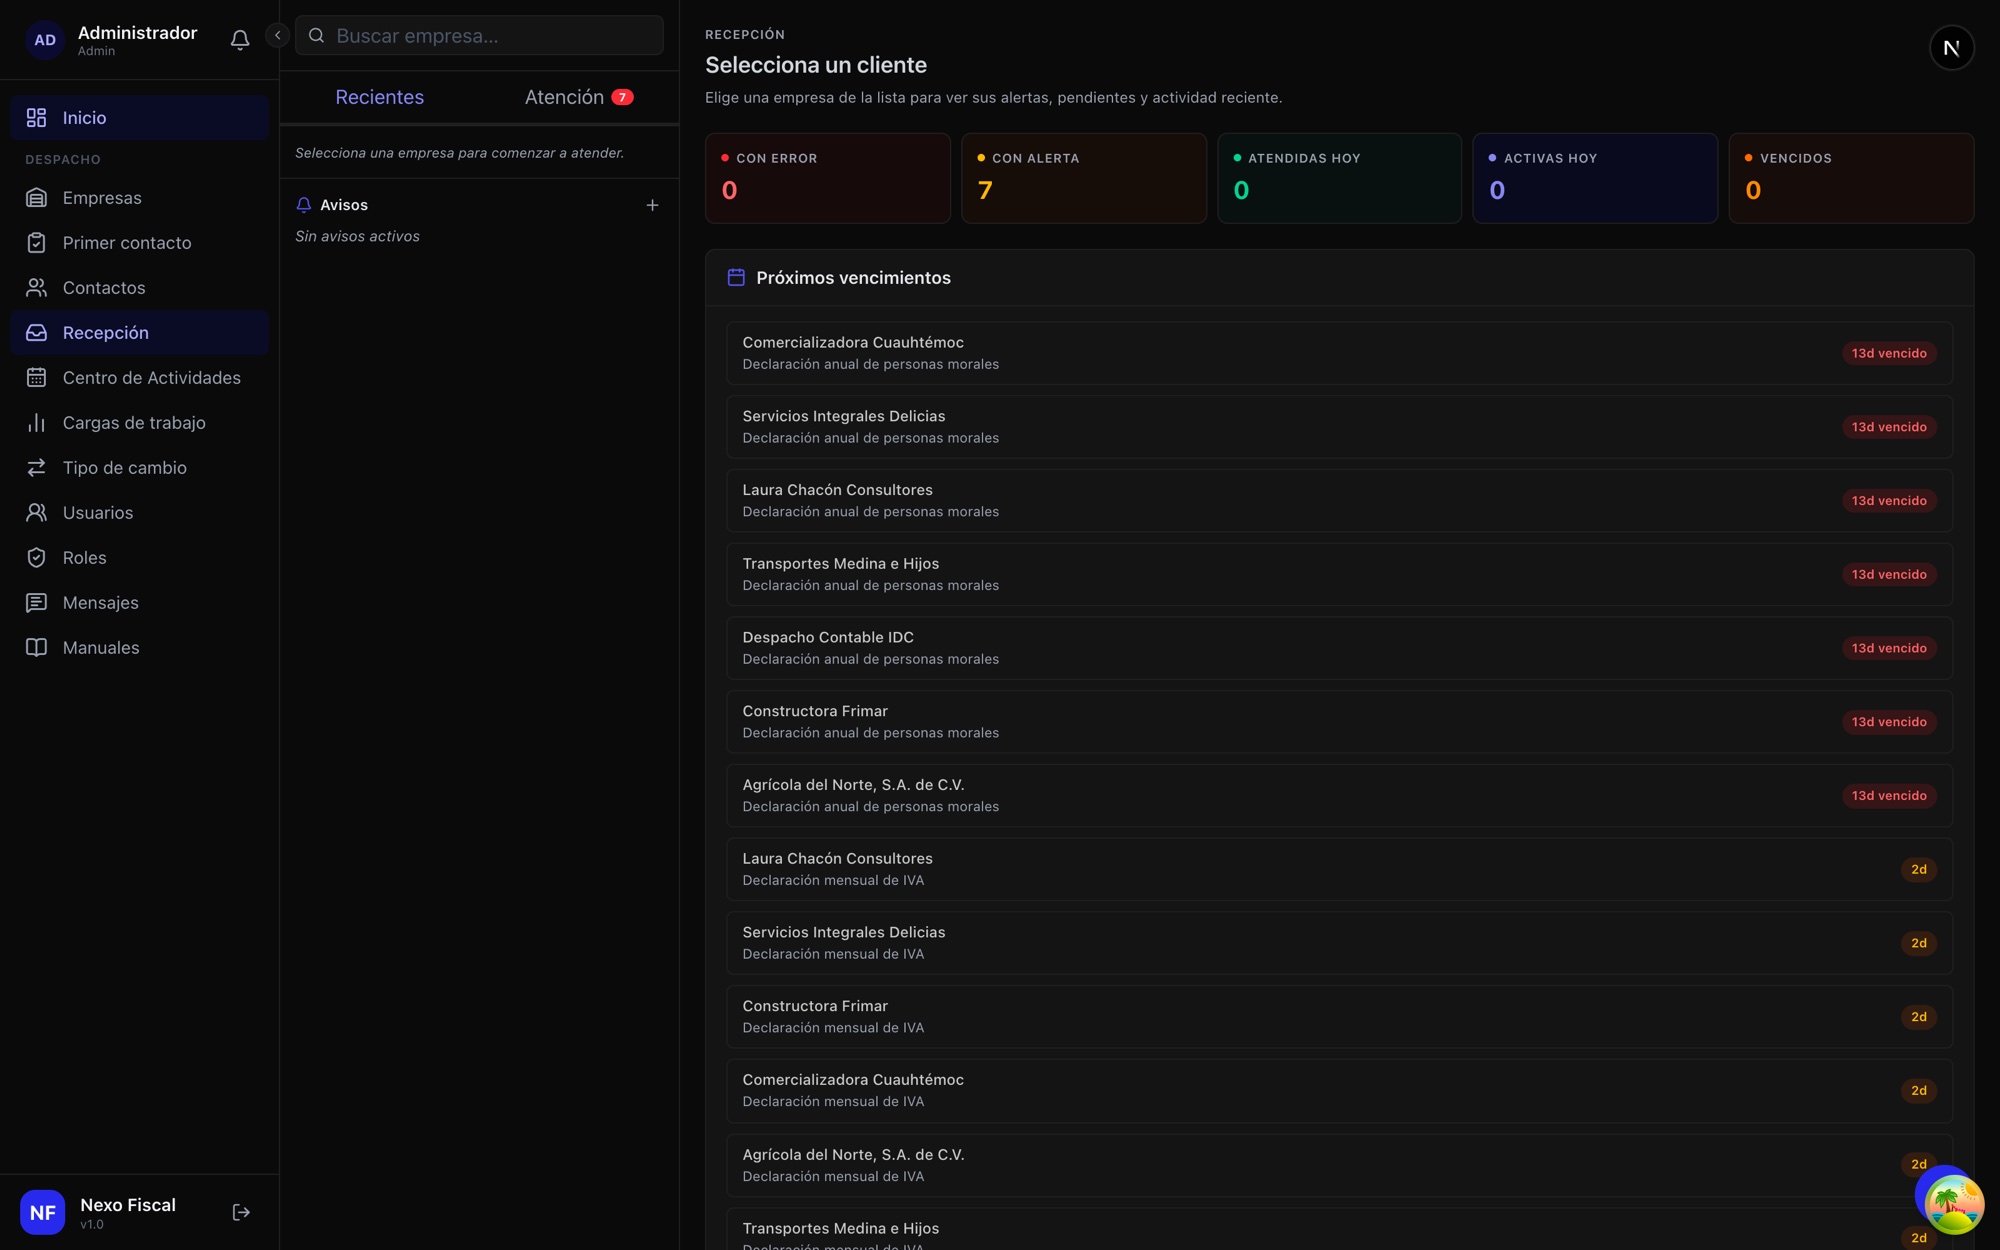 AD
Administrador
Admin
Inicio
DESPACHO
Empresas
Primer contacto
Contactos
Recepción
Centro de Actividades
Cargas de trabajo
Tipo de cambio
Usuarios
Roles
Mensajes
Manuales
NF
Nexo Fiscal
v1.0
Buscar empresa...
Recientes
Atención 7
Selecciona una empresa para comenzar a atender.
Avisos
Sin avisos activos
RECEPCIÓN
Selecciona un cliente
Elige una empresa de la lista para ver sus alertas, pendientes y actividad reciente.
N
CON ERROR
0
CON ALERTA
7
ATENDIDAS HOY
0
ACTIVAS HOY
0
VENCIDOS
0
Próximos vencimientos
Comercializadora Cuauhtémoc
Declaración anual de personas morales
13d vencido
Servicios Integrales Delicias
Declaración anual de personas morales
13d vencido
Laura Chacón Consultores
Declaración anual de personas morales
13d vencido
Transportes Medina e Hijos
Declaración anual de personas morales
13d vencido
Despacho Contable IDC
Declaración anual de personas morales
13d vencido
Constructora Frimar
Declaración anual de personas morales
13d vencido
Agrícola del Norte, S.A. de C.V.
Declaración anual de personas morales
13d vencido
Laura Chacón Consultores
Declaración mensual de IVA
2d
Servicios Integrales Delicias
Declaración mensual de IVA
2d
Constructora Frimar
Declaración mensual de IVA
2d
Comercializadora Cuauhtémoc
Declaración mensual de IVA
2d
Agrícola del Norte, S.A. de C.V.
Declaración mensual de IVA
2d
Transportes Medina e Hijos
Declaración mensual de IVA
2d